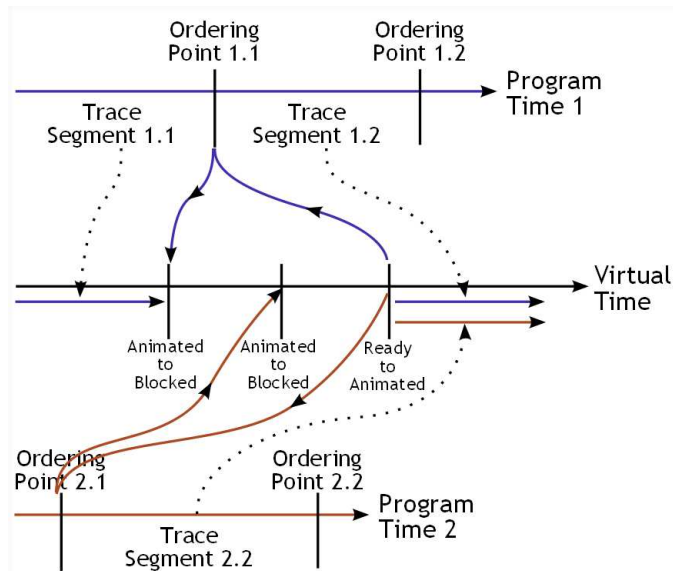 Ordering
Point 1.1
Ordering
Point 1.2
Program
Time 1
Trace
Segment 1.1
Trace
Segment 1.2
Virtual
Time
Animated
to
Blocked
Animated
to
Blocked
Ready
to
Animated
Ordering
Point 2.1
Ordering
Point 2.2
Program
Time 2
Trace
Segment 2.2